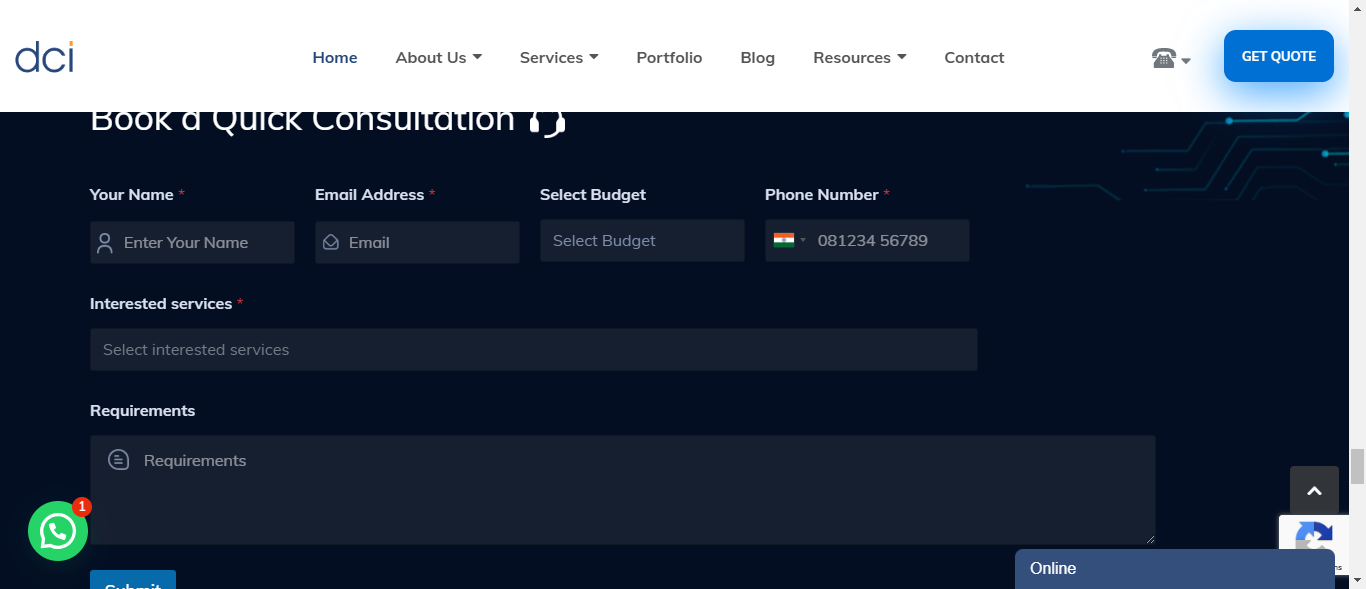 dci
Home About Us Services Portfolio Blog Resources Contact
GET QUOTE
Book a Quick Consultation
Your Name * Email Address * Select Budget Phone Number *
Enter Your Name Email Select Budget 081234 56789
Interested services *
Select interested services
Requirements
Requirements
1
Submit
Online